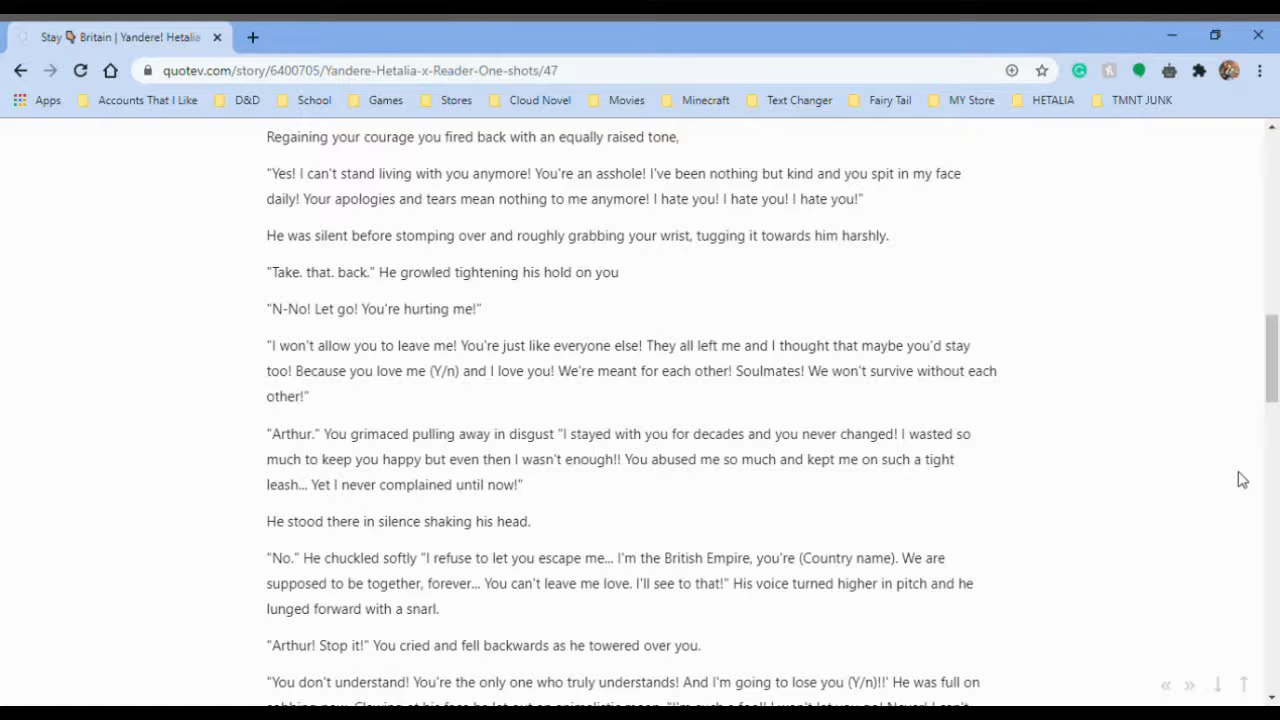 Stay Britain | Yandere! Hetalia
quotev.com/story/6400705/Yandere-Hetalia-x-Reader-One-shots/47
Apps Accounts That I Like D&D School Games Stores Cloud Novel Movies Minecraft Text Changer Fairy Tail MY Store HETALIA TMNT JUNK
Regaining your courage you fired back with an equally raised tone,
"Yes! I can't stand living with you anymore! You're an asshole! I've been nothing but kind and you spit in my face
daily! Your apologies and tears mean nothing to me anymore! I hate you! I hate you! I hate you!"
He was silent before stomping over and roughly grabbing your wrist, tugging it towards him harshly.
"Take. that. back." He growled tightening his hold on you
"N-No! Let go! You're hurting me!"
"I won't allow you to leave me! You're just like everyone else! They all left me and I thought that maybe you'd stay
too! Because you love me (Y/n) and I love you! We're meant for each other! Soulmates! We won't survive without each
other!"
"Arthur." You grimaced pulling away in disgust "I stayed with you for decades and you never changed! I wasted so
much to keep you happy but even then I wasn't enough!! You abused me so much and kept me on such a tight
leash... Yet I never complained until now!"
He stood there in silence shaking his head.
"No." He chuckled softly "I refuse to let you escape me... I'm the British Empire, you're (Country name). We are
supposed to be together, forever... You can't leave me love. I'll see to that!" His voice turned higher in pitch and he
lunged forward with a snarl.
"Arthur! Stop it!" You cried and fell backwards as he towered over you.
"You don't understand! You're the only one who truly understands! And I'm going to lose you (Y/n)!!' He was full on